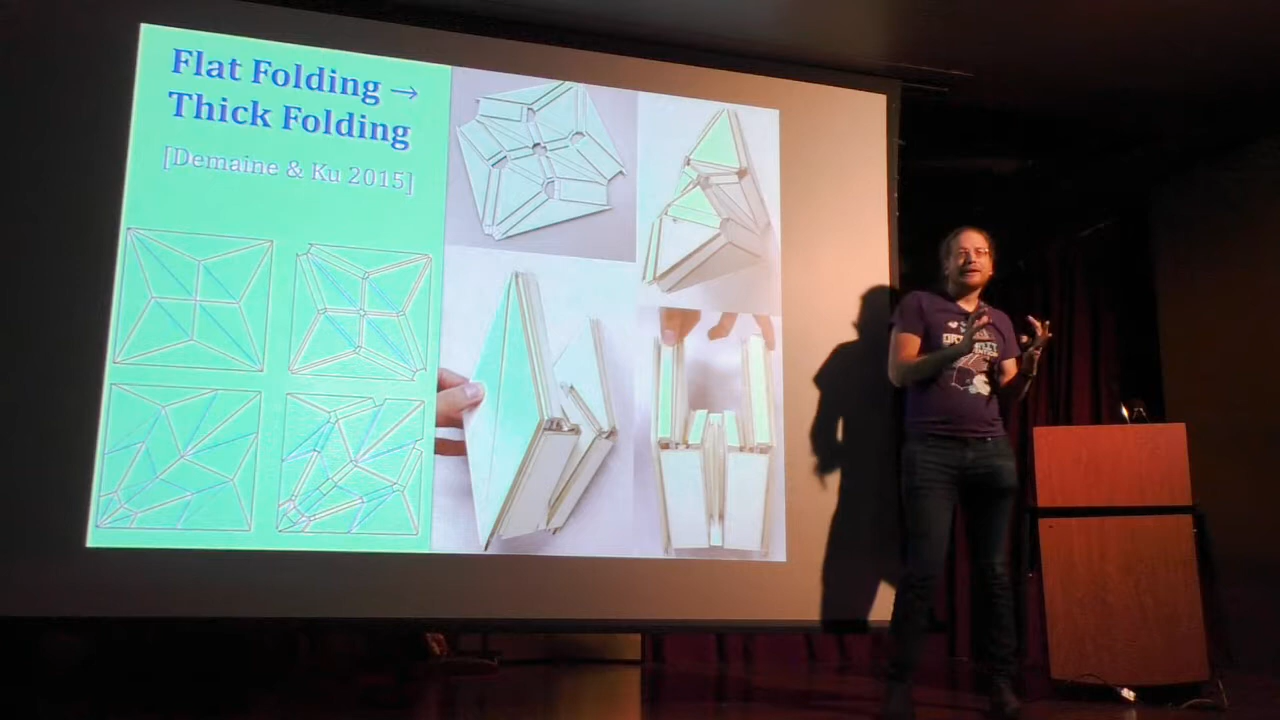 Flat Folding →
Thick Folding
[Demaine & Ku 2015]